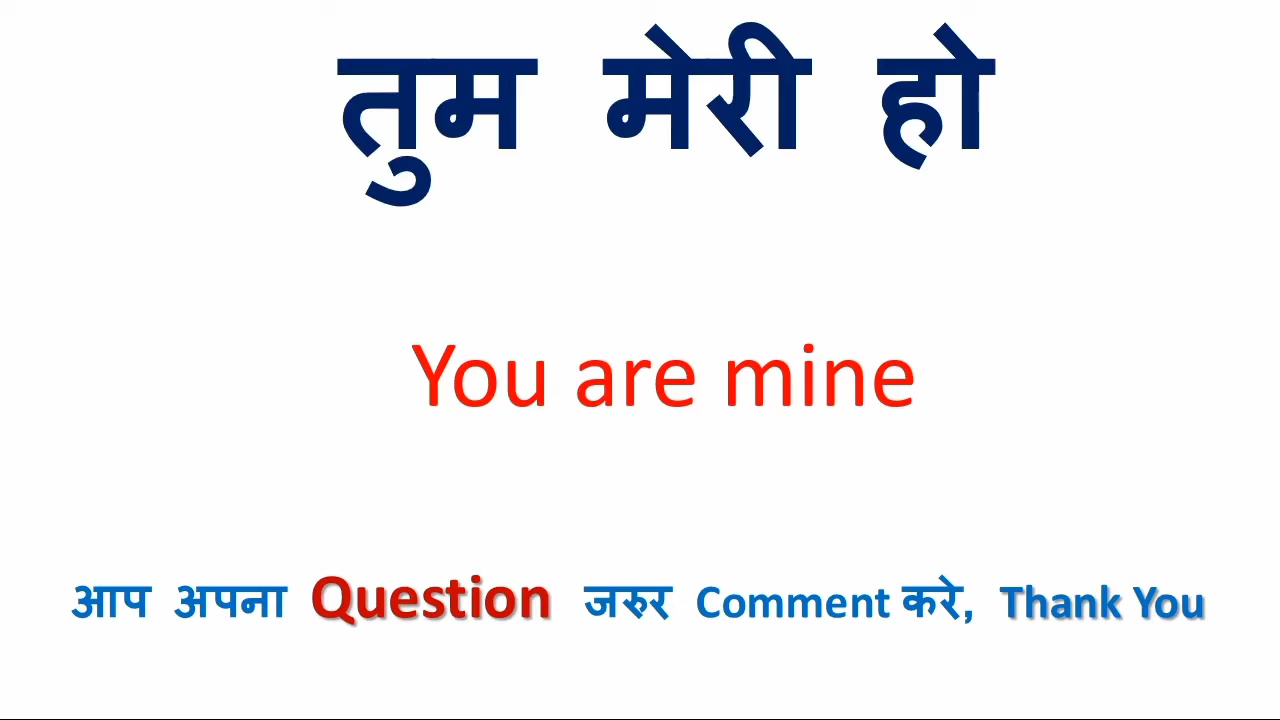 तुम मेरी हो
You are mine
आप अपना Question जरुर Comment करे, Thank You